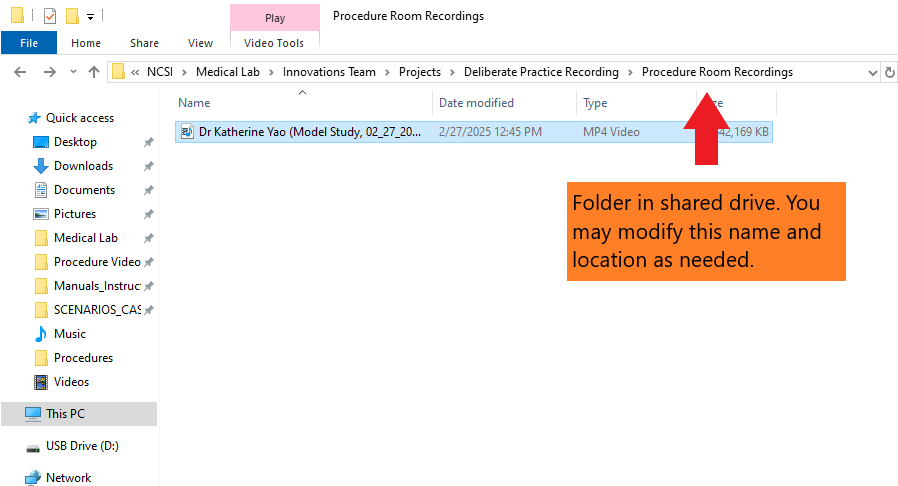 Play
Procedure Room Recordings
File
Home
Share
View
Video Tools
« NCSI > Medical Lab > Innovations Team > Projects > Deliberate Practice Recording > Procedure Room Recordings
Name
Date modified
Type
Dr Katherine Yao (Model Study, 02_27_20...
2/27/2025 12:45 PM
MP4 Video
42,169 KB
Folder in shared drive. You
may modify this name and
location as needed.
Quick access
Desktop
Downloads
Documents
Pictures
Medical Lab
Procedure Video
Manuals_Instruc
SCENARIOS_CAS
Music
Procedures
Videos
This PC
USB Drive (D:)
Network